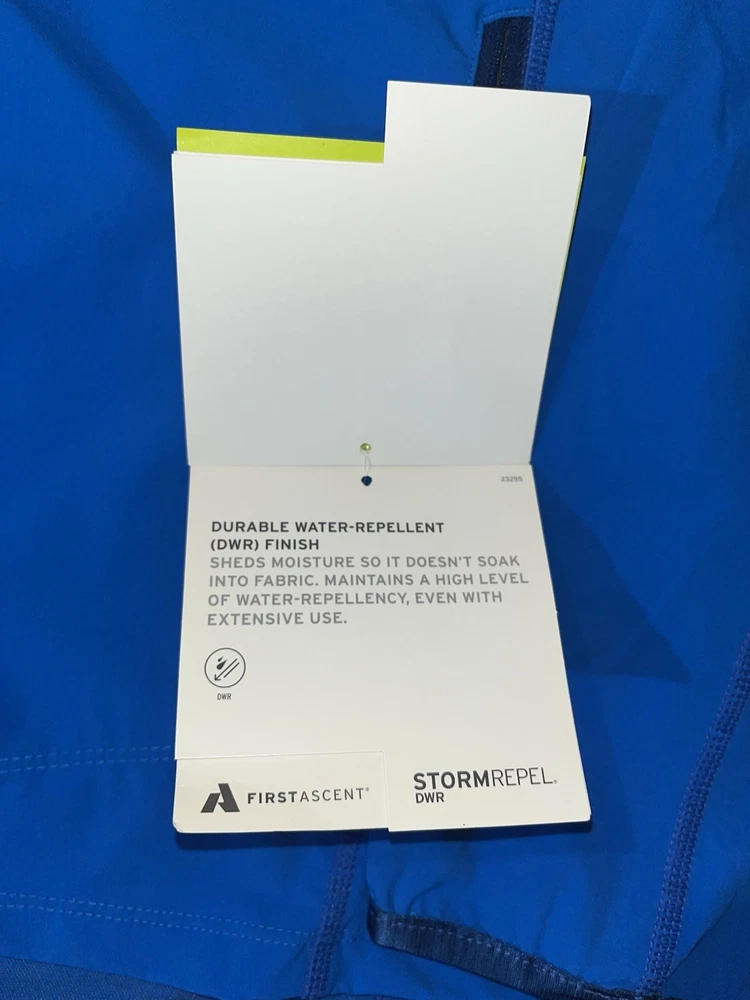 23255
DURABLE WATER-REPELLENT
(DWR) FINISH
SHEDS MOISTURE SO IT DOESN'T SOAK
INTO FABRIC. MAINTAINS A HIGH LEVEL
OF WATER-REPELLENCY, EVEN WITH
EXTENSIVE USE.
DWR
FIRSTASCENT®
STORMREPEL®
DWR